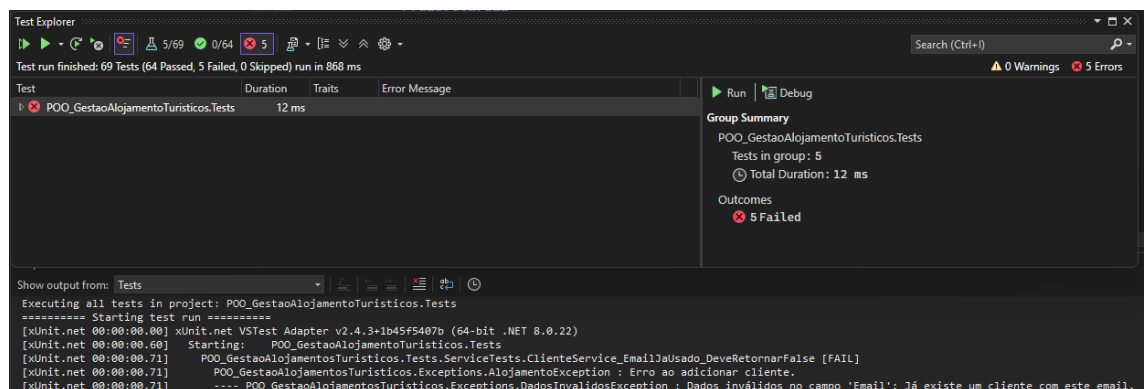 Test Explorer
5/69 0/64 5 Search (Ctrl+I)
Test run finished: 69 Tests (64 Passed, 5 Failed, 0 Skipped) run in 868 ms 0 Warnings 5 Errors
Test Duration Traits Error Message
POO_GestaoAlojamentoTuristicos.Tests 12 ms
Run Debug
Group Summary
POO_GestaoAlojamentoTuristicos.Tests
Tests in group: 5
Total Duration: 12 ms
Outcomes
5 Failed
Show output from: Tests
Executing all tests in project: POO_GestaoAlojamentoTuristicos.Tests
========== Starting test run ==========
[xUnit.net 00:00:00.00] xUnit.net VSTest Adapter v2.4.3+1b45f5407b (64-bit .NET 8.0.22)
[xUnit.net 00:00:00.60] Starting: POO_GestaoAlojamentoTuristicos.Tests
[xUnit.net 00:00:00.71] POO_GestaoAlojamentosTuristicos.Tests.ServiceTests.ClienteService_EmailJaUsado_DeveRetornarFalse [FAIL]
[xUnit.net 00:00:00.71] POO_GestaoAlojamentosTuristicos.Exceptions.AlojamentoException : Erro ao adicionar cliente.
[xUnit.net 00:00:00.71] ---- POO_GestaoAlojamentosTuristicos.Exceptions.DadosInvalidosException : Dados inválidos no campo 'Email': Já existe um cliente com este email.